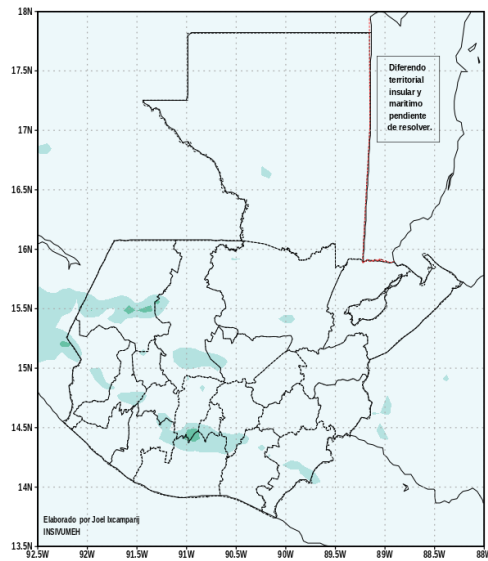 18N
17.5N
17N
16.5N
16N
15.5N
15N
14.5N
14N
13.5N
Diferendo
territorial
insular y
marítimo
pendiente
de resolver.
Elaborado por Joel Ixcamparij
INSIVUMEH
92.5W 92W 91.5W 91W 90.5W 90W 89.5W 89W 88.5W 88